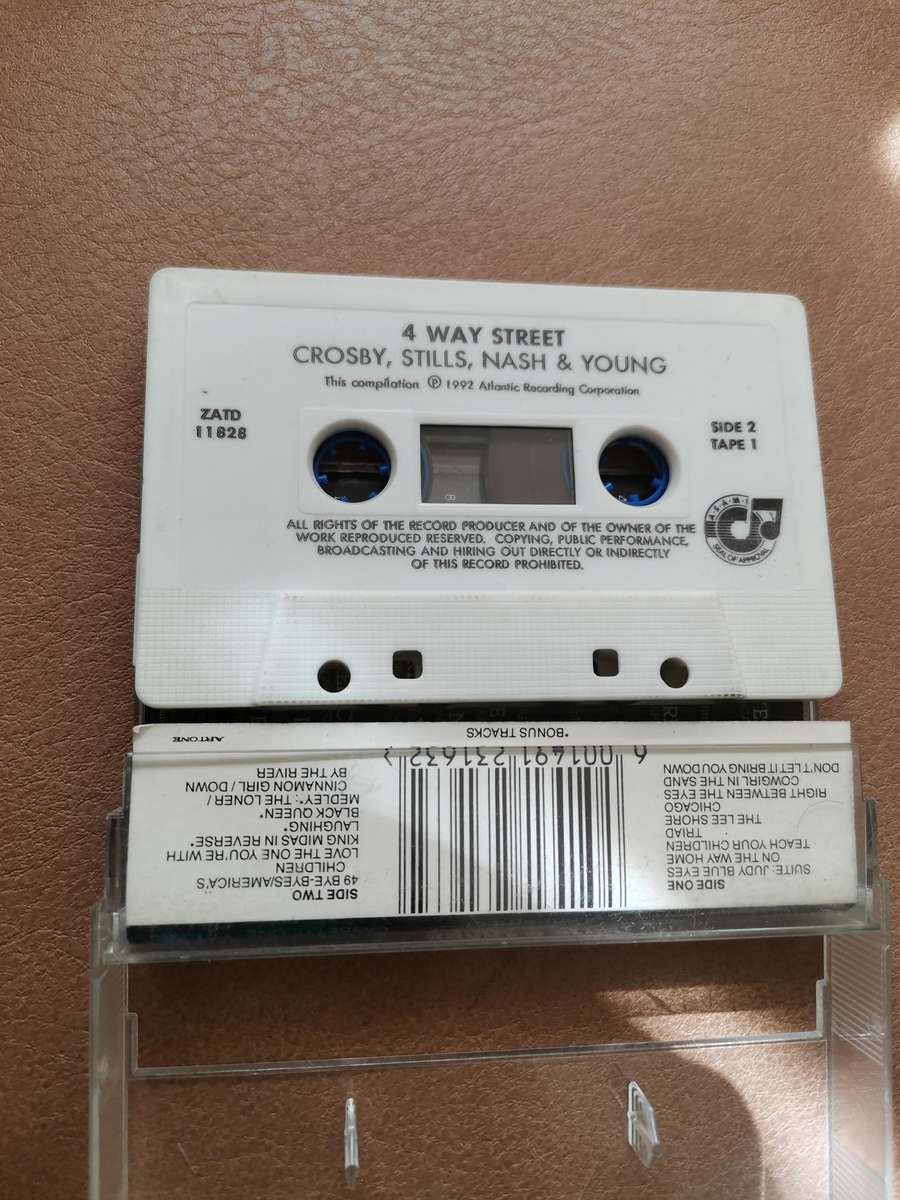 4 WAY STREET
CROSBY, STILLS, NASH & YOUNG
This compilation ℗ 1992 Atlantic Recording Corporation
ZATD
11828
SIDE 2
TAPE 1
ALL RIGHTS OF THE RECORD PRODUCER AND OF THE OWNER OF THE
WORK REPRODUCED RESERVED. COPYING, PUBLIC PERFORMANCE,
BROADCASTING AND HIRING OUT DIRECTLY OR INDIRECTLY
OF THIS RECORD PROHIBITED.
A.S.A.M.I
SEAL OF APPROVAL
SIDE ONE
SUITE: JUDY BLUE EYES
ON THE WAY HOME
TEACH YOUR CHILDREN
TRIAD
THE LEE SHORE
CHICAGO
RIGHT BETWEEN THE EYES
COWGIRL IN THE SAND
DON'T LET IT BRING YOU DOWN
6 001491 231632 >
SIDE TWO
49 BYE-BYES/AMERICA'S
CHILDREN
LOVE THE ONE YOU'RE WITH
KING MIDAS IN REVERSE*
LAUGHING*
BLACK QUEEN*
MEDLEY*: THE LONER/
CINNAMON GIRL/DOWN
BY THE RIVER
*BONUS TRACKS
ARTONE